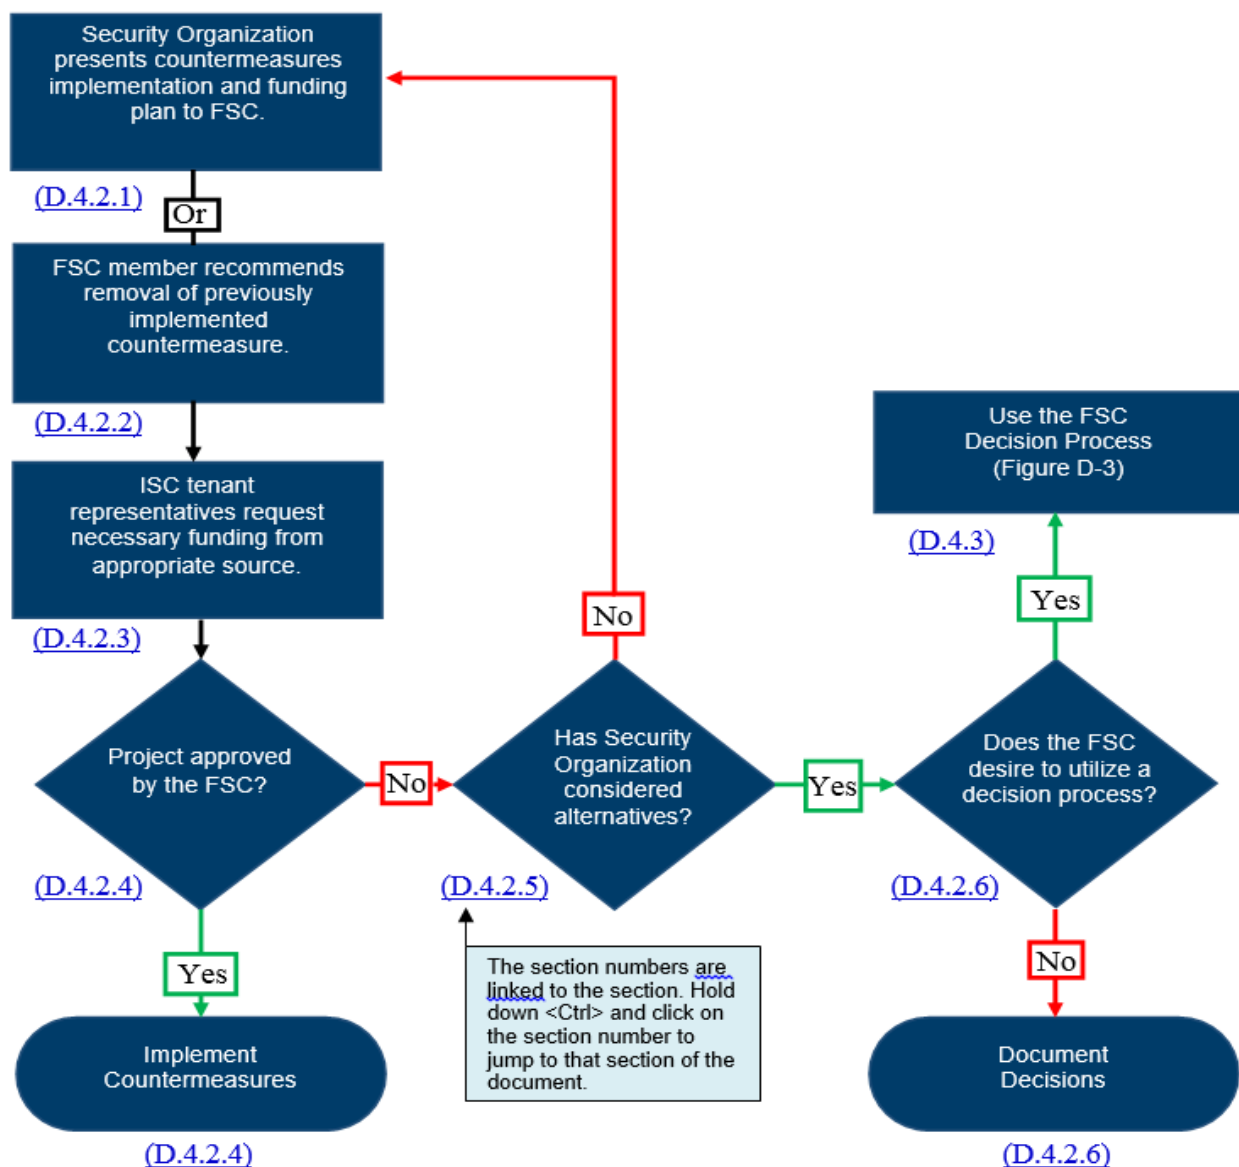 Security Organization
presents countermeasures
implementation and funding
plan to FSC.
(D.4.2.1)
Or
FSC member recommends
removal of previously
implemented
countermeasure.
(D.4.2.2)
ISC tenant
representatives request
necessary funding from
appropriate source.
(D.4.2.3)
Project approved
by the FSC?
(D.4.2.4)
Yes
Implement
Countermeasures
(D.4.2.4)
No
Has Security
Organization
considered
alternatives?
(D.4.2.5)
No
The section numbers are
linked to the section. Hold
down <Ctrl> and click on
the section number to
jump to that section of the
document.
Yes
Does the FSC
desire to utilize a
decision process?
(D.4.2.6)
Yes
Use the FSC
Decision Process
(Figure D-3)
(D.4.3)
No
Document
Decisions
(D.4.2.6)